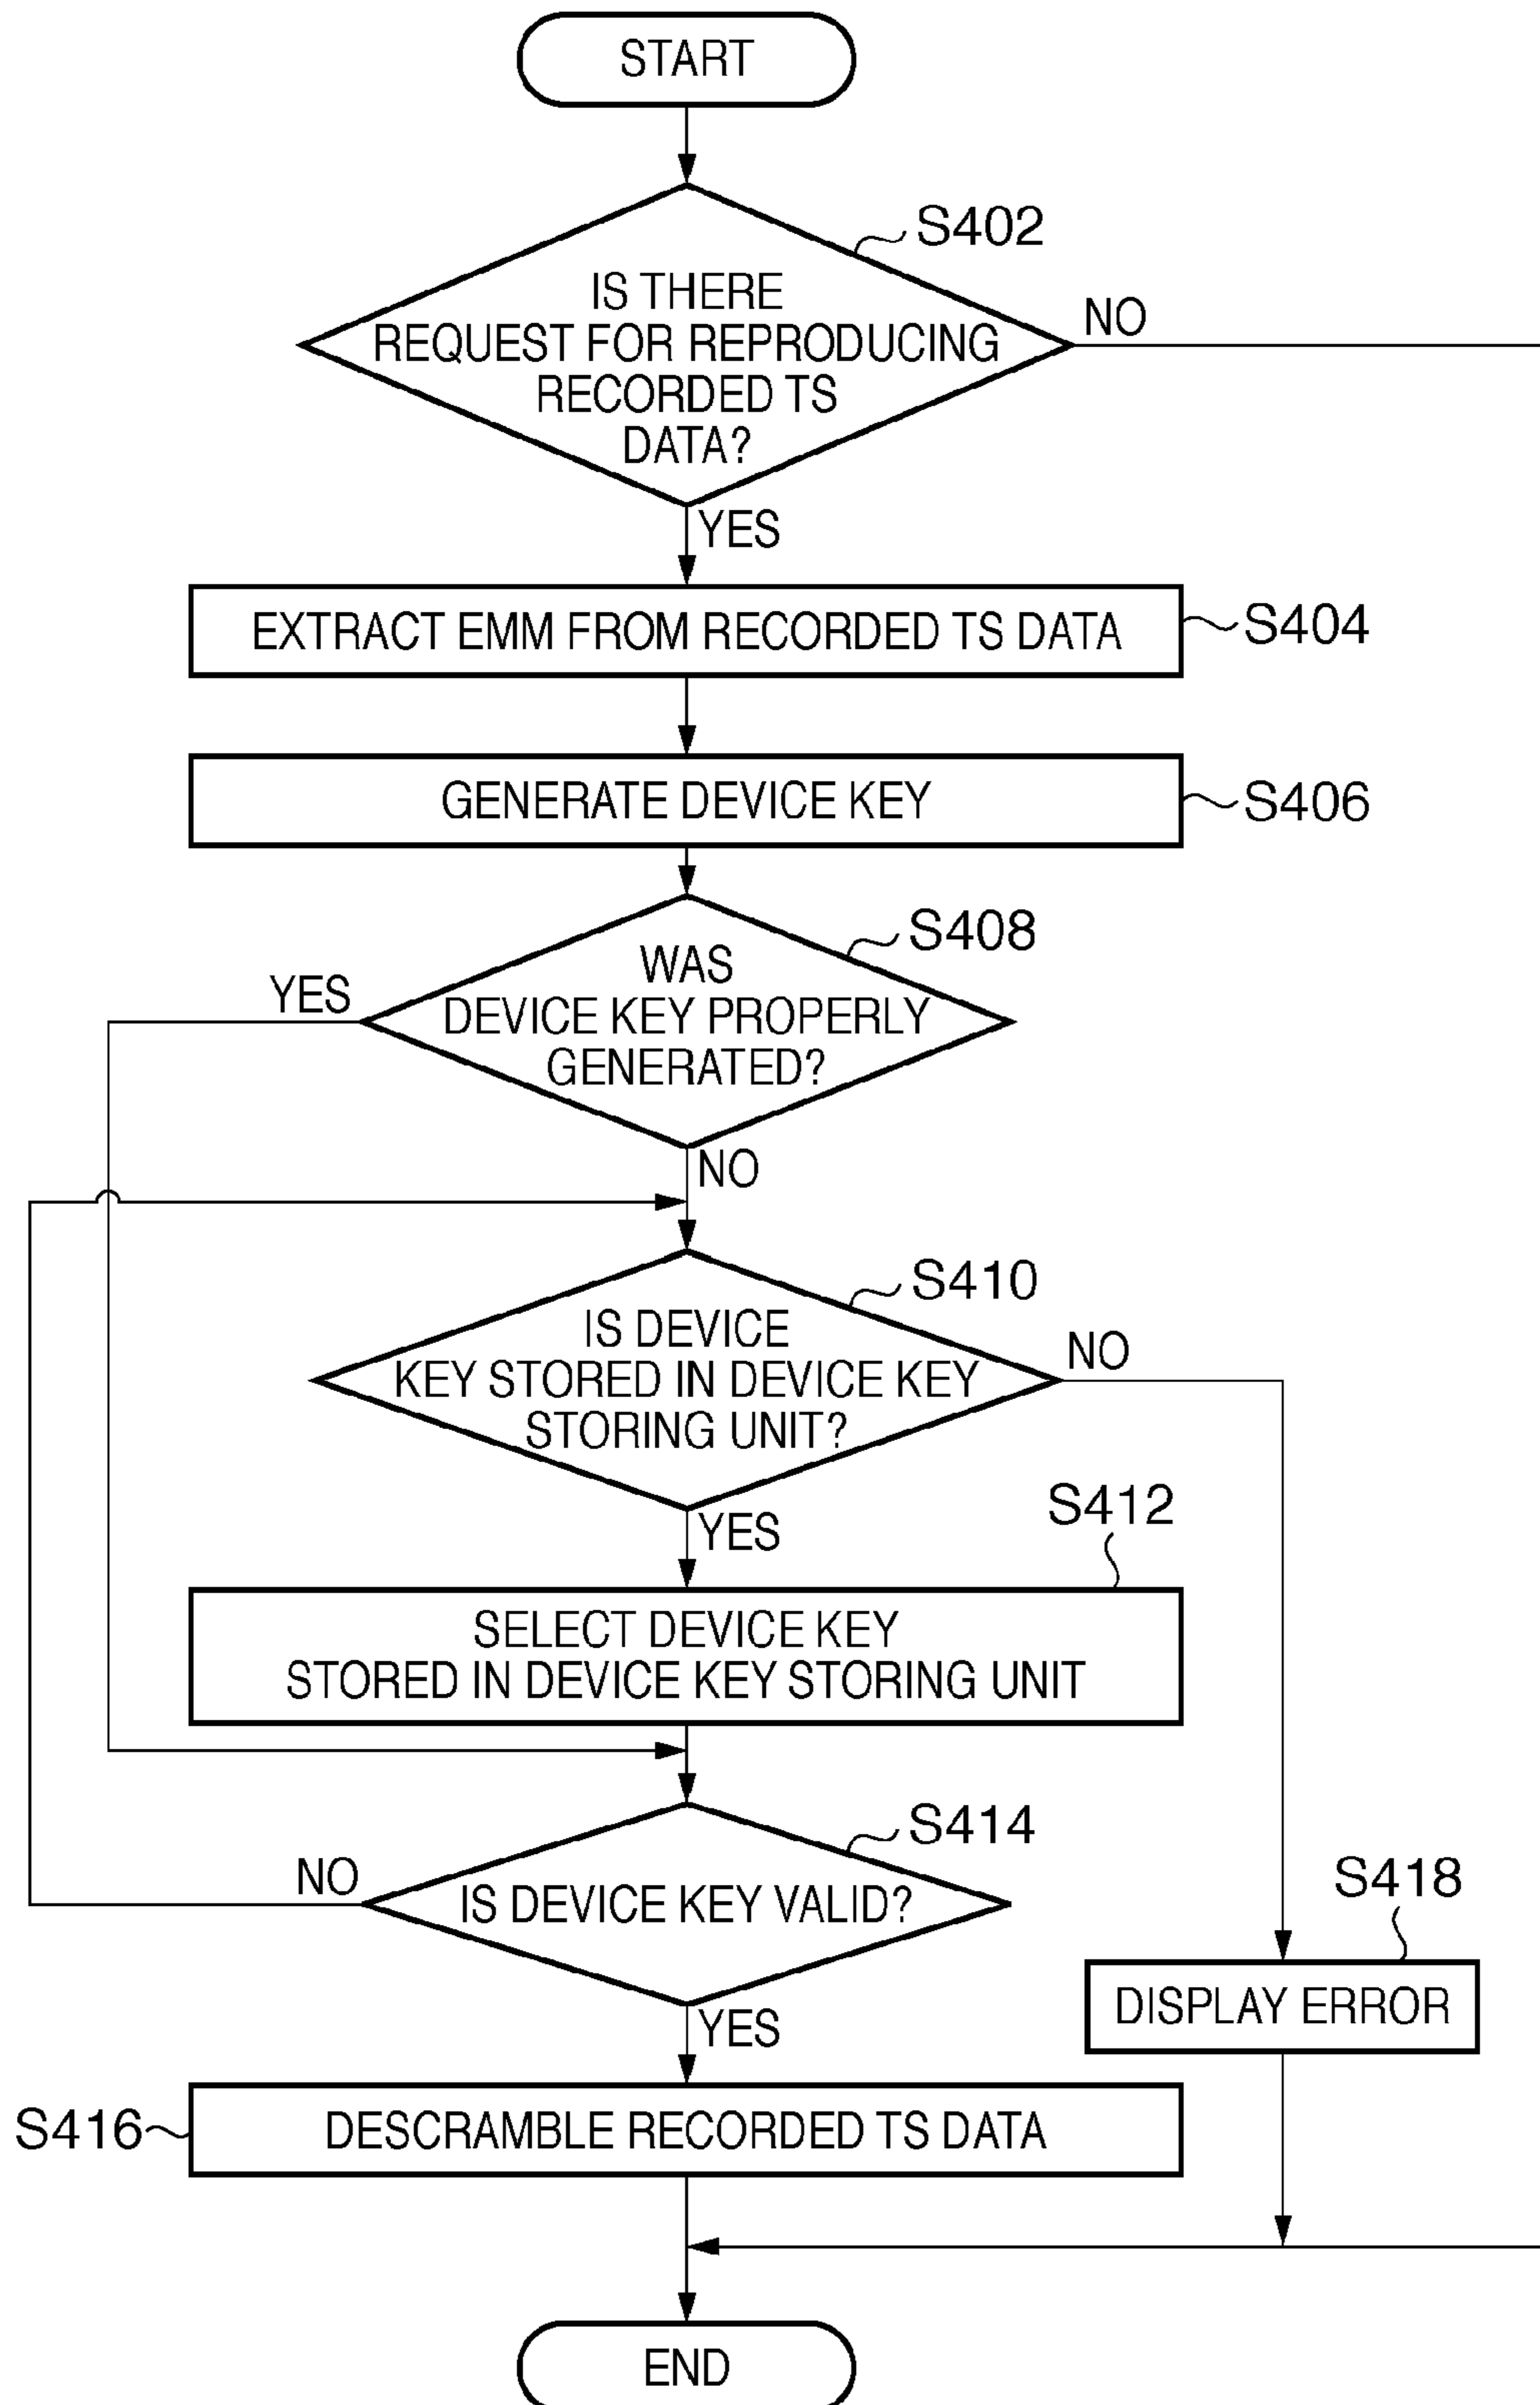 START
S402
IS THERE
REQUEST FOR REPRODUCING
RECORDED TS
DATA?
NO
YES
EXTRACT EMM FROM RECORDED TS DATA
S404
GENERATE DEVICE KEY
S406
S408
WAS
DEVICE KEY PROPERLY
GENERATED?
YES
NO
S410
IS DEVICE
KEY STORED IN DEVICE KEY
STORING UNIT?
NO
YES
S412
SELECT DEVICE KEY
STORED IN DEVICE KEY STORING UNIT
S414
IS DEVICE KEY VALID?
NO
YES
S418
DISPLAY ERROR
S416
DESCRAMBLE RECORDED TS DATA
END